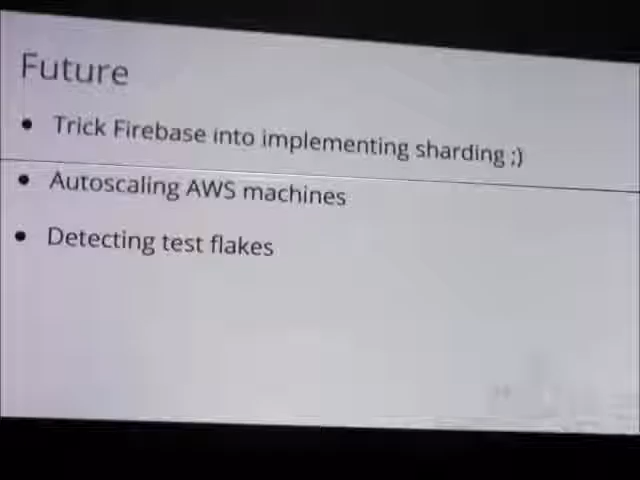 Future
• Trick Firebase into implementing sharding ;)
• Autoscaling AWS machines
• Detecting test flakes